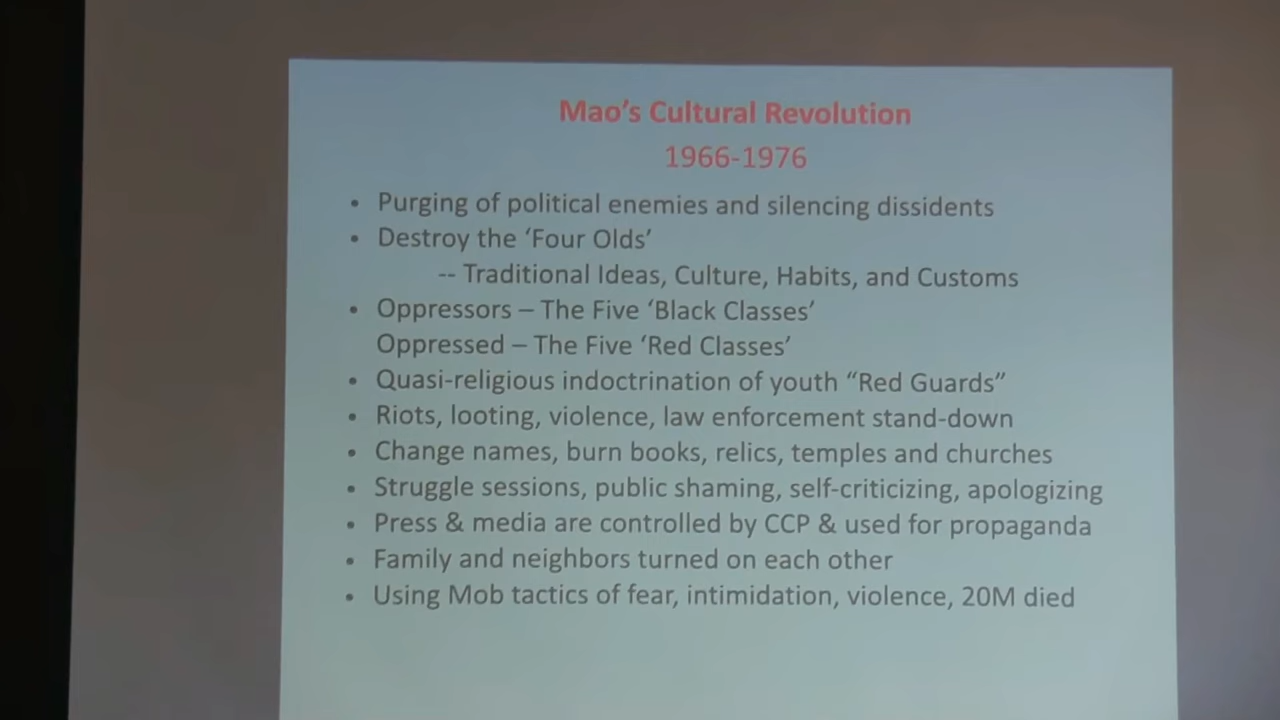 Mao's Cultural Revolution
1966-1976
• Purging of political enemies and silencing dissidents
• Destroy the 'Four Olds'
-- Traditional Ideas, Culture, Habits, and Customs
• Oppressors – The Five 'Black Classes'
Oppressed – The Five 'Red Classes'
• Quasi-religious indoctrination of youth “Red Guards”
• Riots, looting, violence, law enforcement stand-down
• Change names, burn books, relics, temples and churches
• Struggle sessions, public shaming, self-criticizing, apologizing
• Press & media are controlled by CCP & used for propaganda
• Family and neighbors turned on each other
• Using Mob tactics of fear, intimidation, violence, 20M died